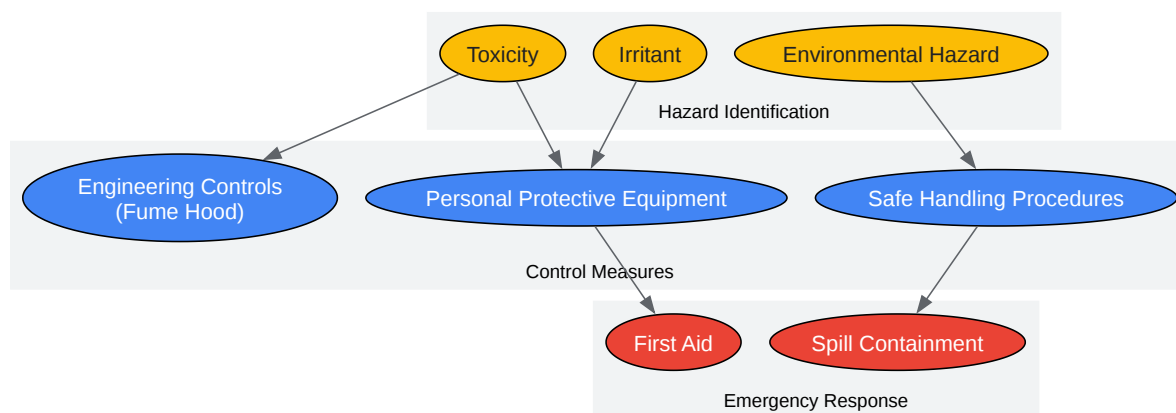 Toxicity
Irritant
Environmental Hazard
Hazard Identification
Engineering Controls
(Fume Hood)
Personal Protective Equipment
Safe Handling Procedures
Control Measures
First Aid
Spill Containment
Emergency Response